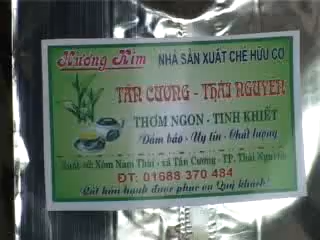 Hương Kim NHÀ SẢN XUẤT CHÈ HỮU CƠ
TÂN CƯƠNG - THÁI NGUYÊN
THƠM NGON - TINH KHIẾT
Đảm bảo - Uy tín - Chất lượng
Xuất xứ: Xóm Nam Thái - xã Tân Cương - TP. Thái Nguyên
ĐT: 01688 370 484
Rất hân hạnh được phục vụ Quý khách!